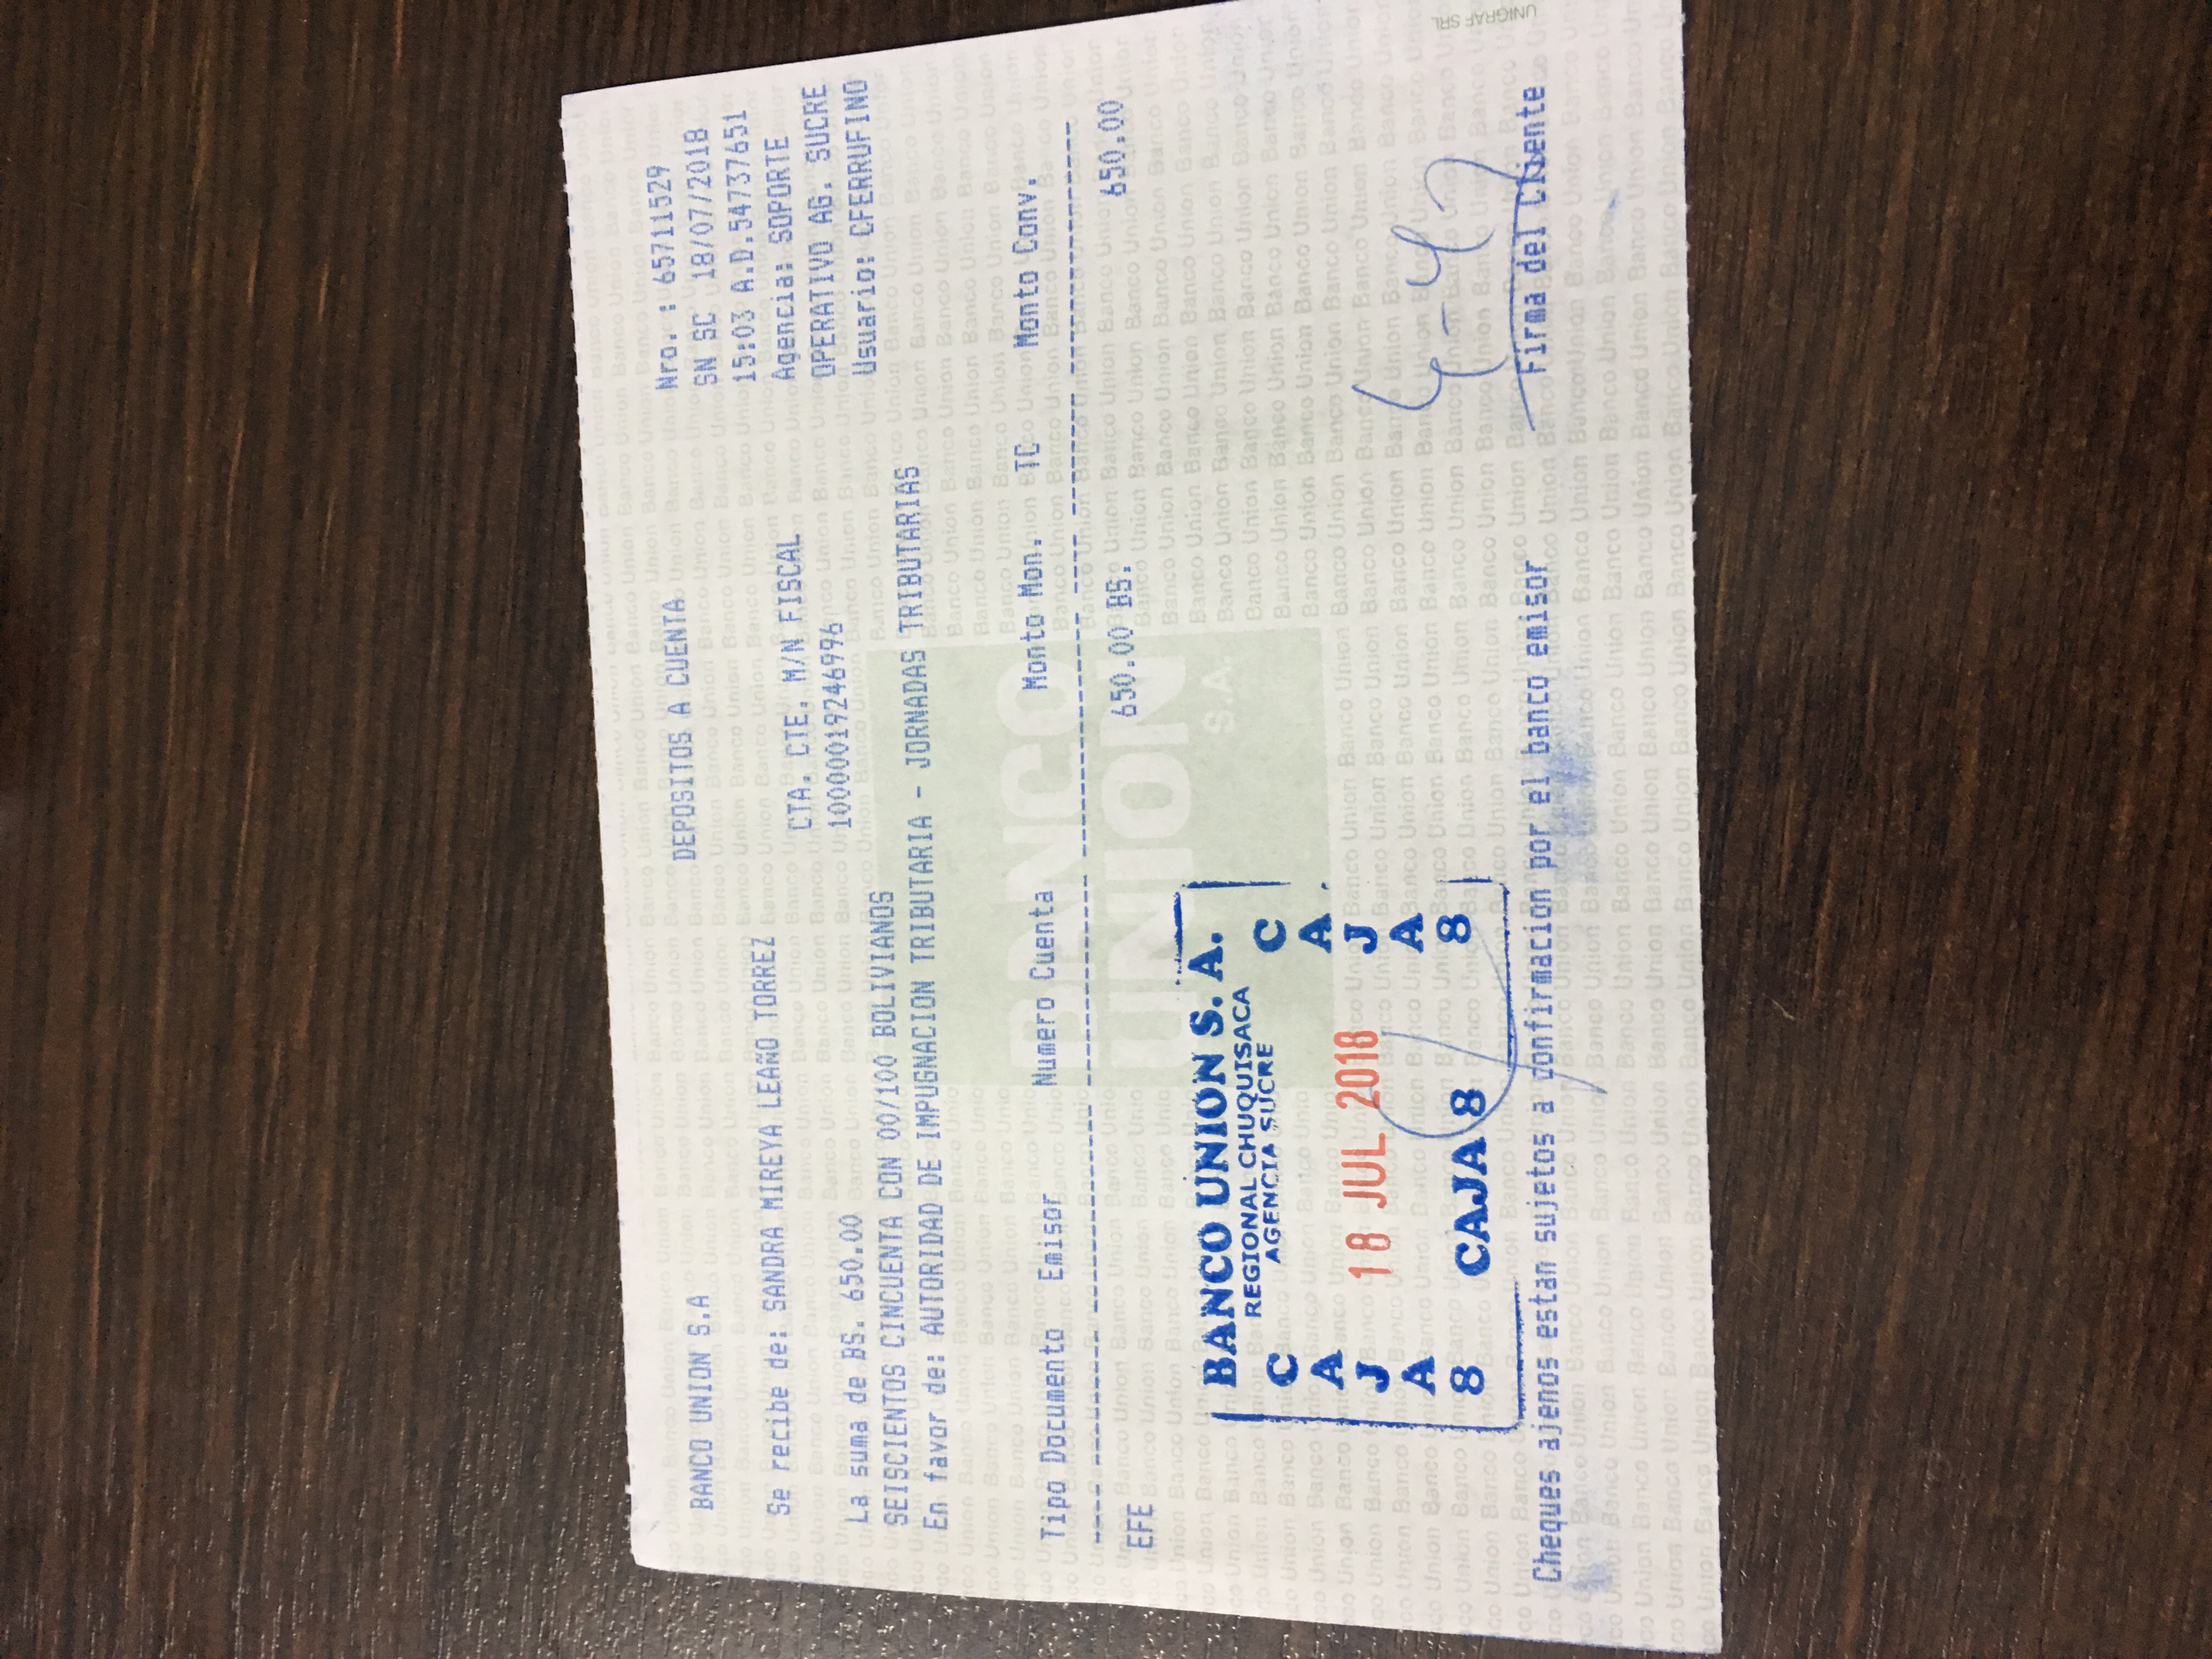 BANCO UNION S.A
DEPOSITOS A CUENTA
Nro. : 65711529
SN SC 18/07/2018
15:03 A.D.54737651
Agencia: SOPORTE
OPERATIVO AG. SUCRE
Usuario: CFERRUFINO
Se recibe de: SANDRA MIREYA LEAÑO TORREZ
CTA. CTE. M/N FISCAL
10000019246996
La suma de BS. 650.00
SEISCIENTOS CINCUENTA CON 00/100 BOLIVIANOS
En favor de: AUTORIDAD DE IMPUGNACION TRIBUTARIA - JORNADAS TRIBUTARIAS
Tipo Documento Emisor Numero Cuenta Monto Mon. TC Monto Conv.
EFE 650.00 BS. 650.00
BANCO
UNION
S.A.
BANCO UNION S. A.
REGIONAL CHUQUISACA
AGENCIA SUCRE
CAJA 8
18 JUL 2018
CAJA 8
CAJA 8
Cheques ajenos estan sujetos a confirmacion por el banco emisor
Firma del Cliente
UNIGRAF SRL